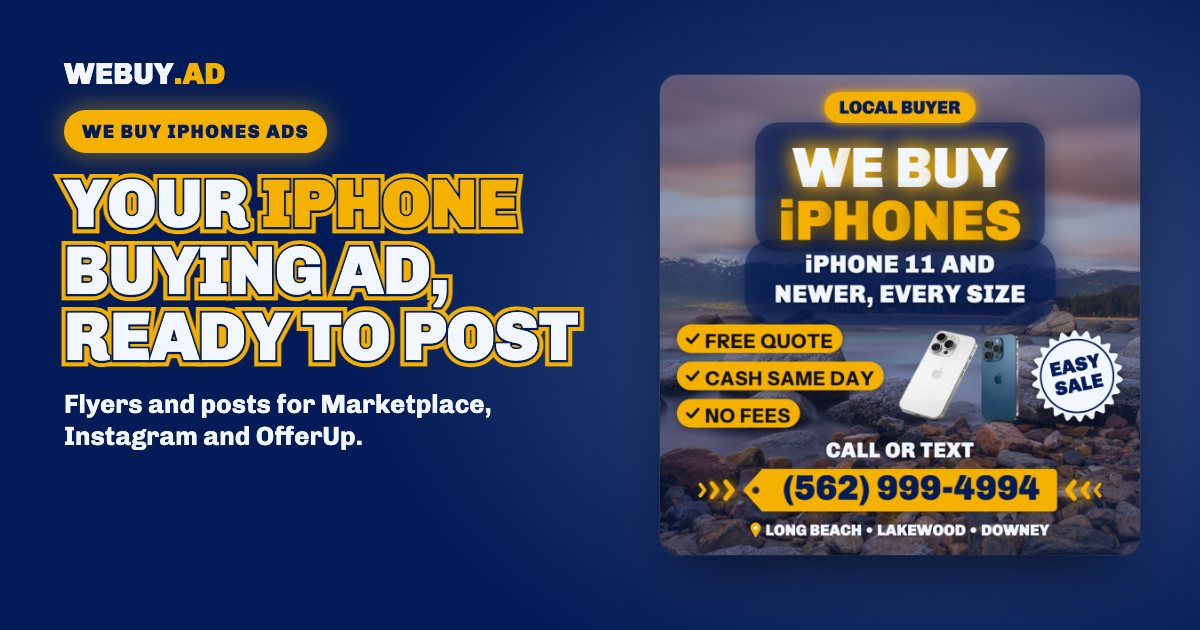 WEBUY.AD
WE BUY IPHONES ADS
YOUR IPHONE
BUYING AD,
READY TO POST
Flyers and posts for Marketplace,
Instagram and OfferUp.
LOCAL BUYER
WE BUY
iPHONES
iPHONE 11 AND
NEWER, EVERY SIZE
FREE QUOTE
CASH SAME DAY
NO FEES
EASY
SALE
CALL OR TEXT
(562) 999-4994
LONG BEACH • LAKEWOOD • DOWNEY